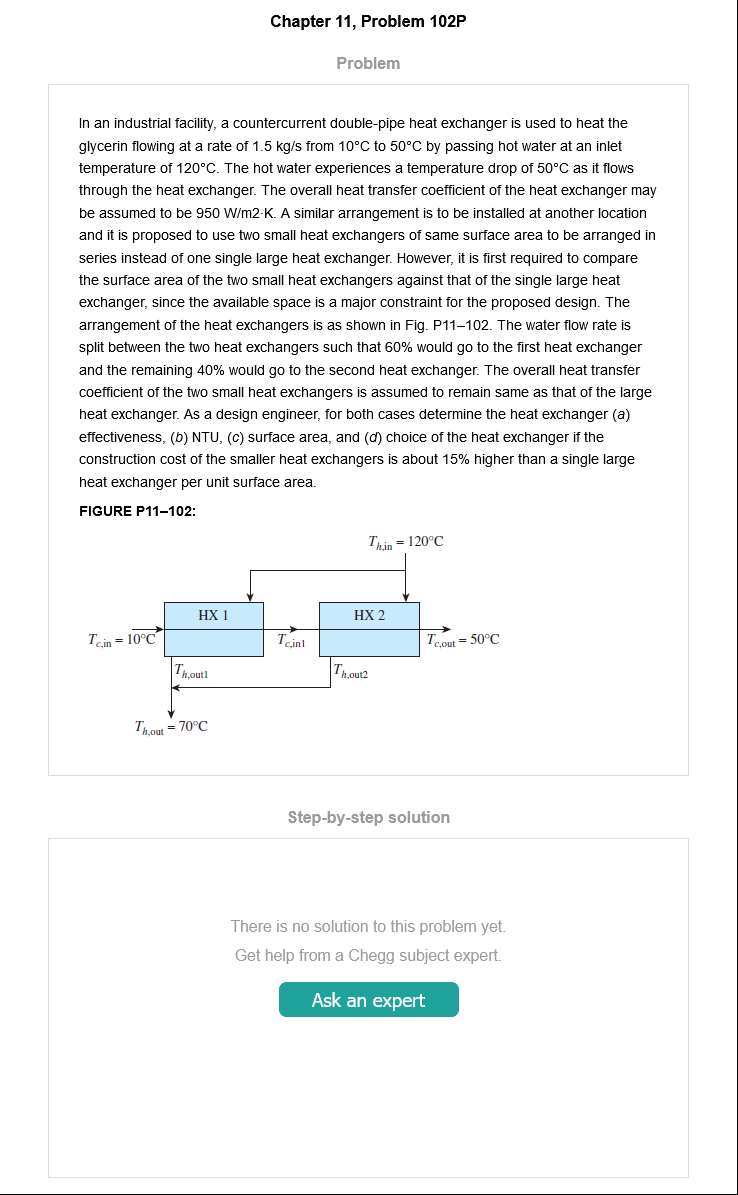 Chapter 11, Problem 102P
Problem
In an industrial facility, a countercurrent double-pipe heat exchanger is used to heat the
glycerin flowing at a rate of 1.5 kg/s from 10°C to 50°C by passing hot water at an inlet
temperature of 120°C. The hot water experiences a temperature drop of 50°C as it flows
through the heat exchanger. The overall heat transfer coefficient of the heat exchanger may
be assumed to be 950 W/m2·K. A similar arrangement is to be installed at another location
and it is proposed to use two small heat exchangers of same surface area to be arranged in
series instead of one single large heat exchanger. However, it is first required to compare
the surface area of the two small heat exchangers against that of the single large heat
exchanger, since the available space is a major constraint for the proposed design. The
arrangement of the heat exchangers is as shown in Fig. P11–102. The water flow rate is
split between the two heat exchangers such that 60% would go to the first heat exchanger
and the remaining 40% would go to the second heat exchanger. The overall heat transfer
coefficient of the two small heat exchangers is assumed to remain same as that of the large
heat exchanger. As a design engineer, for both cases determine the heat exchanger (a)
effectiveness, (b) NTU, (c) surface area, and (d) choice of the heat exchanger if the
construction cost of the smaller heat exchangers is about 15% higher than a single large
heat exchanger per unit surface area.
FIGURE P11–102:
Th,in = 120°C
HX 1 HX 2
Tc,in = 10°C Tc,in1 Tc,out = 50°C
Th,out1 Th,out2
Th,out = 70°C
Step-by-step solution
There is no solution to this problem yet.
Get help from a Chegg subject expert.
Ask an expert